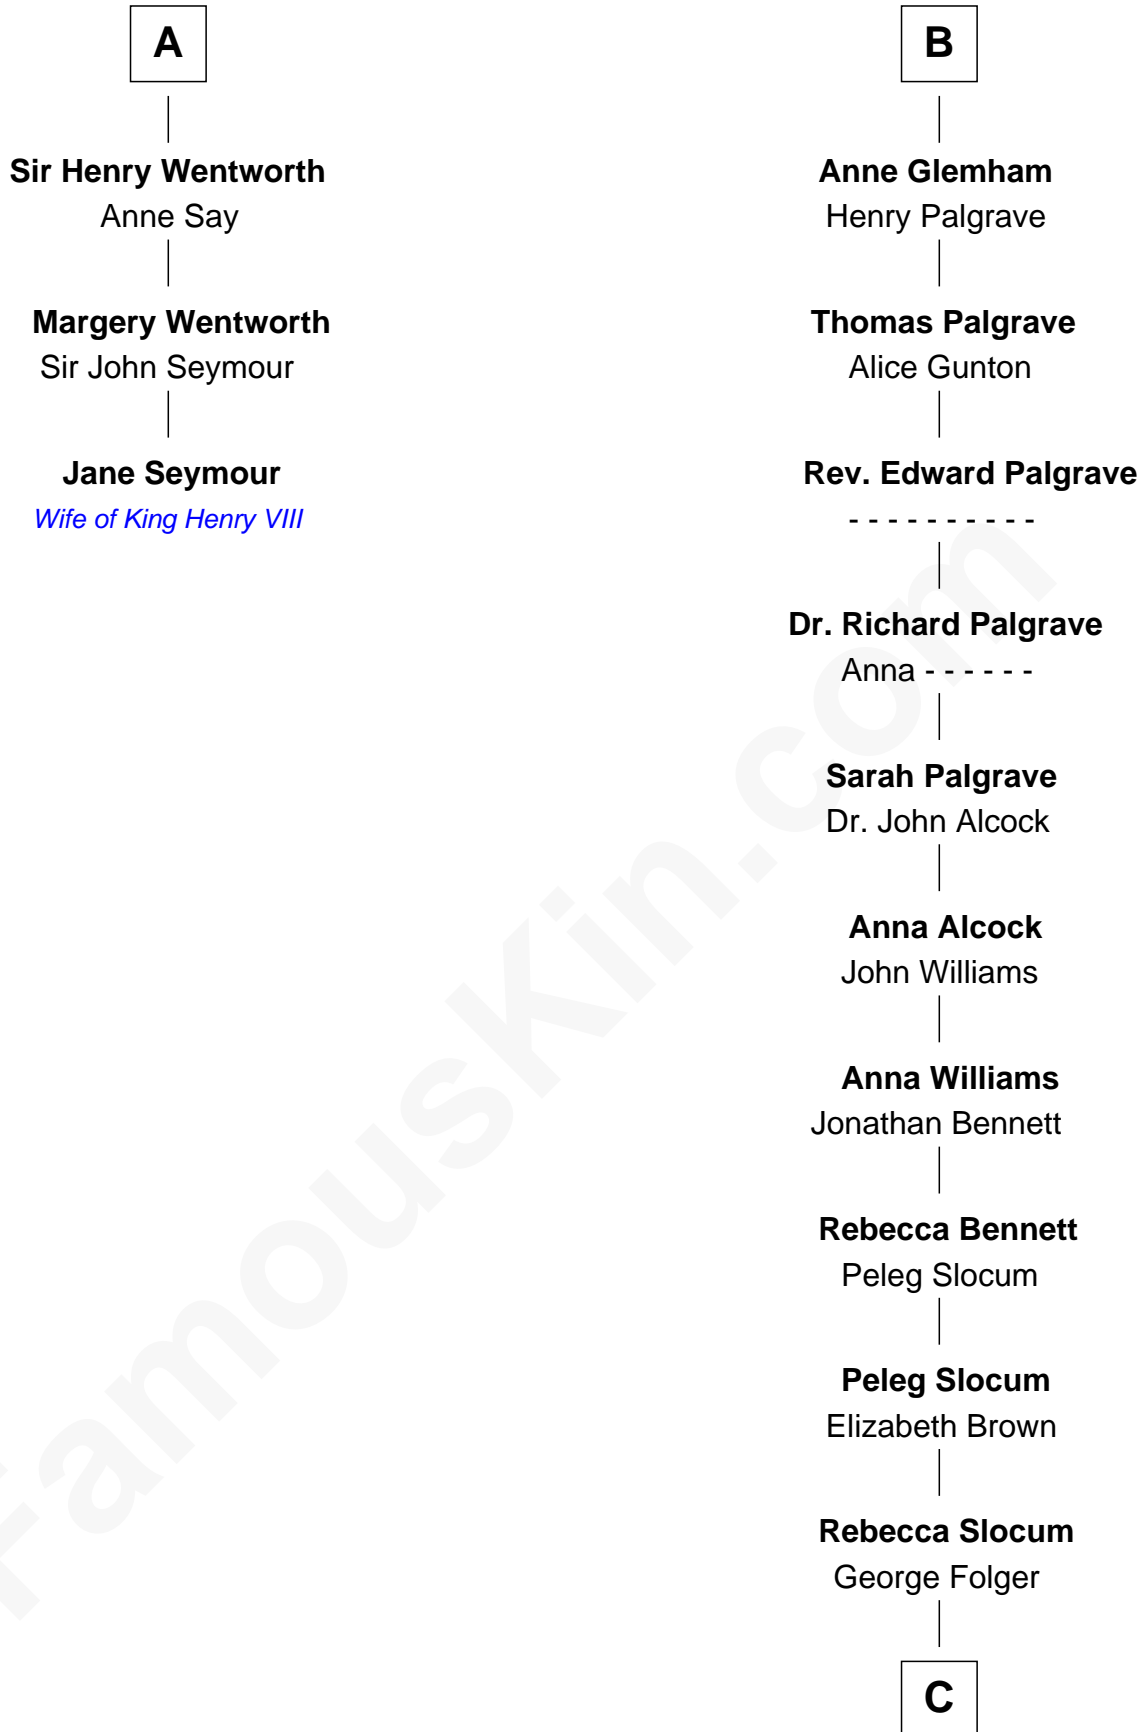 A
Sir Henry Wentworth
Anne Say
Margery Wentworth
Sir John Seymour
Jane Seymour
Wife of King Henry VIII
B
Anne Glemham
Henry Palgrave
Thomas Palgrave
Alice Gunton
Rev. Edward Palgrave
- - - - - - - - - -
Dr. Richard Palgrave
Anna - - - - - -
Sarah Palgrave
Dr. John Alcock
Anna Alcock
John Williams
Anna Williams
Jonathan Bennett
Rebecca Bennett
Peleg Slocum
Peleg Slocum
Elizabeth Brown
Rebecca Slocum
George Folger
C
FamousKin.com